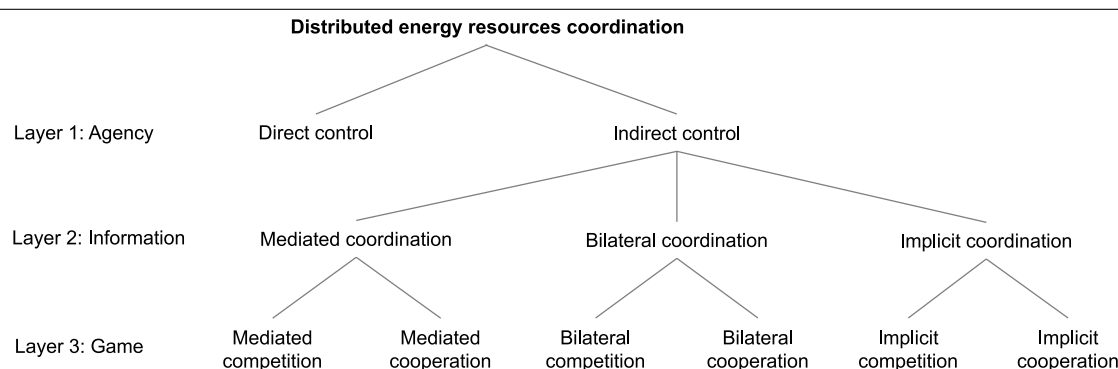 Distributed energy resources coordination
Layer 1: Agency
Direct control
Indirect control
Layer 2: Information
Mediated coordination
Bilateral coordination
Implicit coordination
Layer 3: Game
Mediated
competition
Mediated
cooperation
Bilateral
competition
Bilateral
cooperation
Implicit
competition
Implicit
cooperation